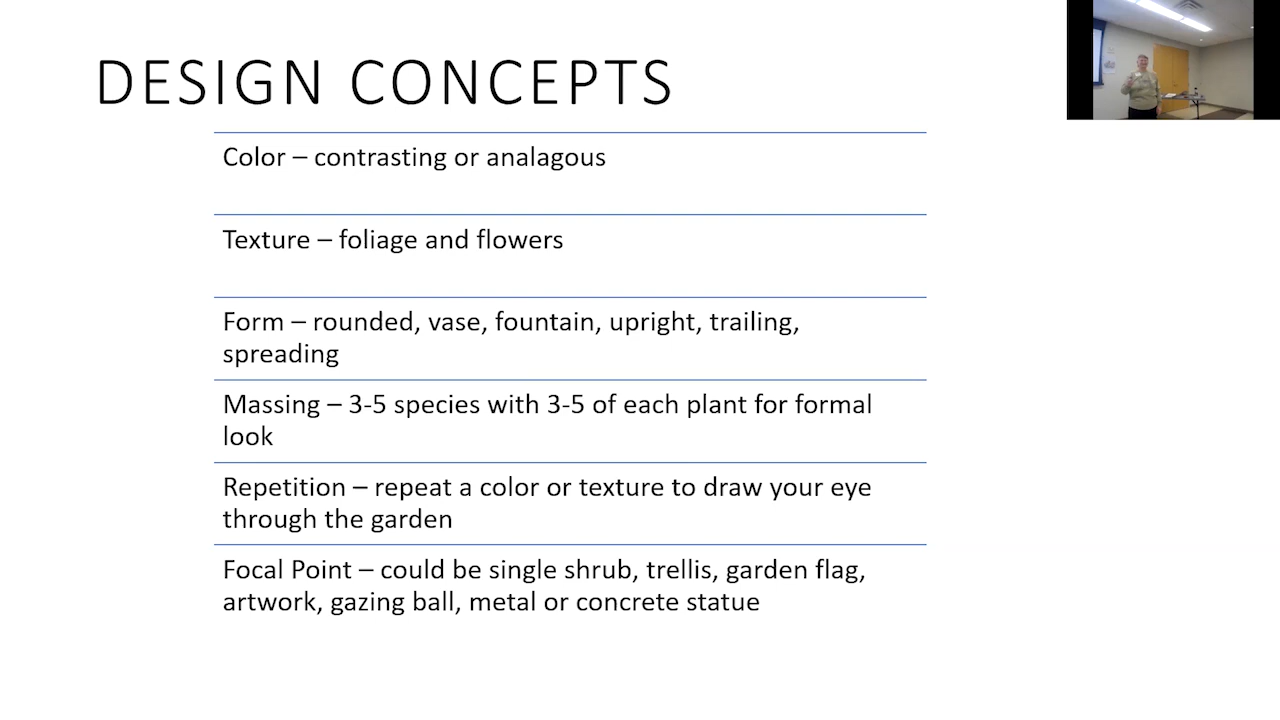 DESIGN CONCEPTS
Color – contrasting or analagous
Texture – foliage and flowers
Form – rounded, vase, fountain, upright, trailing,
spreading
Massing – 3-5 species with 3-5 of each plant for formal
look
Repetition – repeat a color or texture to draw your eye
through the garden
Focal Point – could be single shrub, trellis, garden flag,
artwork, gazing ball, metal or concrete statue